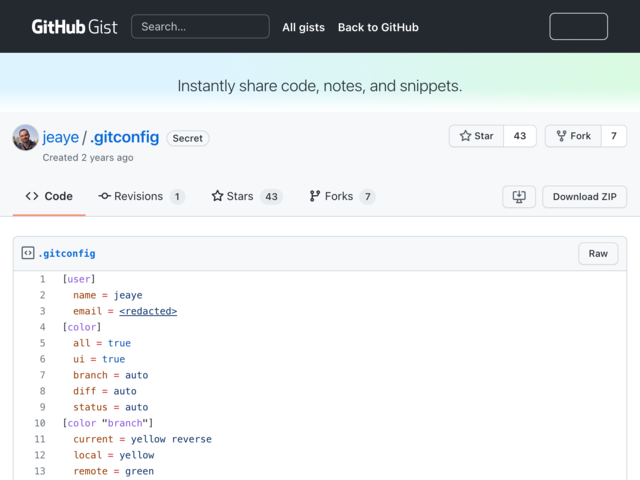 GitHub Gist Search... All gists Back to GitHub
Instantly share code, notes, and snippets.
jeaye / .gitconfig Secret
Star 43 Fork 7
Created 2 years ago
Code Revisions 1 Stars 43 Forks 7 Download ZIP
.gitconfig Raw
1 [user]
2 name = jeaye
3 email = <redacted>
4 [color]
5 all = true
6 ui = true
7 branch = auto
8 diff = auto
9 status = auto
10 [color "branch"]
11 current = yellow reverse
12 local = yellow
13 remote = green